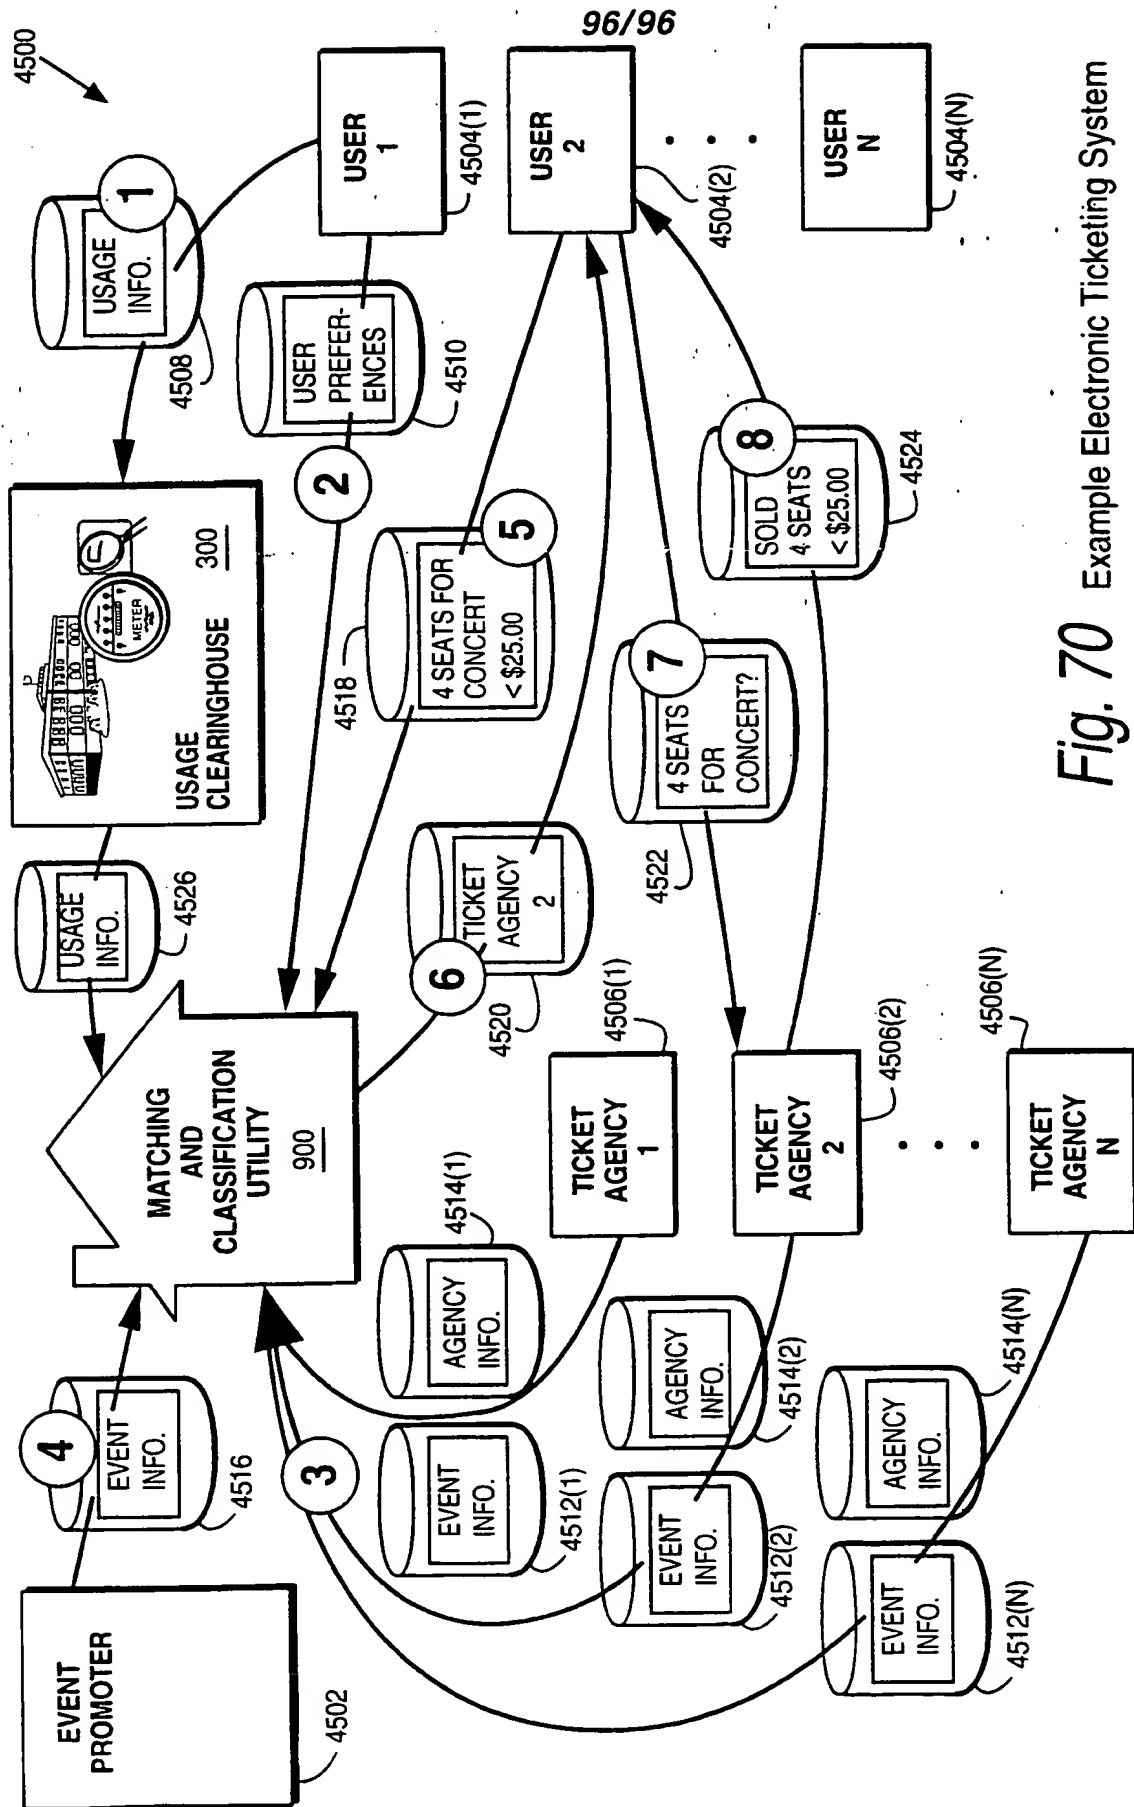 96/96
4500
EVENT
PROMOTER
4502
4
EVENT
INFO.
4516
MATCHING
AND
CLASSIFICATION
UTILITY
900
USAGE
INFO.
4526
USAGE
CLEARINGHOUSE
300
METER
1
USAGE
INFO.
4508
2
USER
PREFER-
ENCES
4510
USER
1
4504(1)
USER
2
4504(2)
USER
N
4504(N)
3
EVENT
INFO.
4512(1)
AGENCY
INFO.
4514(1)
TICKET
AGENCY
1
4506(1)
EVENT
INFO.
4512(2)
AGENCY
INFO.
4514(2)
TICKET
AGENCY
2
4506(2)
EVENT
INFO.
4512(N)
AGENCY
INFO.
4514(N)
TICKET
AGENCY
N
4506(N)
4518
5
4 SEATS FOR
CONCERT
< $25.00
6
TICKET
AGENCY
2
4520
7
4 SEATS
FOR
CONCERT?
4522
8
SOLD
4 SEATS
< $25.00
4524
Fig. 70 Example Electronic Ticketing System